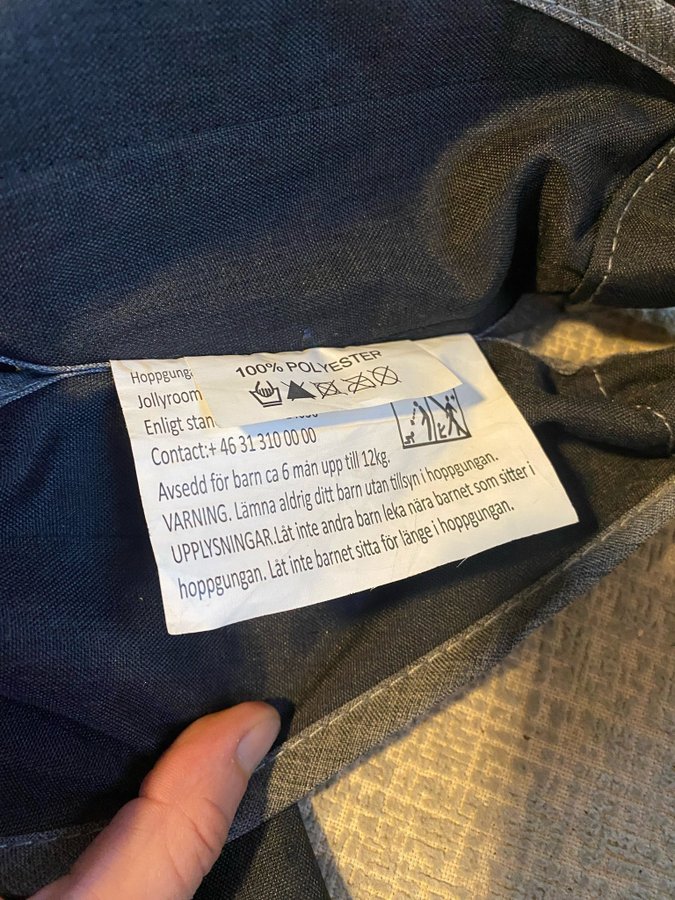 100% POLYESTER
Jollyroom
Enligt
Contact:+ 46 31 310 00 00
Avsedd för barn ca 6 mån upp till 12kg.
VARNING. Lämna aldrig ditt barn utan tillsyn i hoppgungan.
UPPLYSNINGAR.Låt inte andra barn leka nära barnet som sitter i
hoppgungan. Låt inte barnet sitta för länge i hoppgungan.